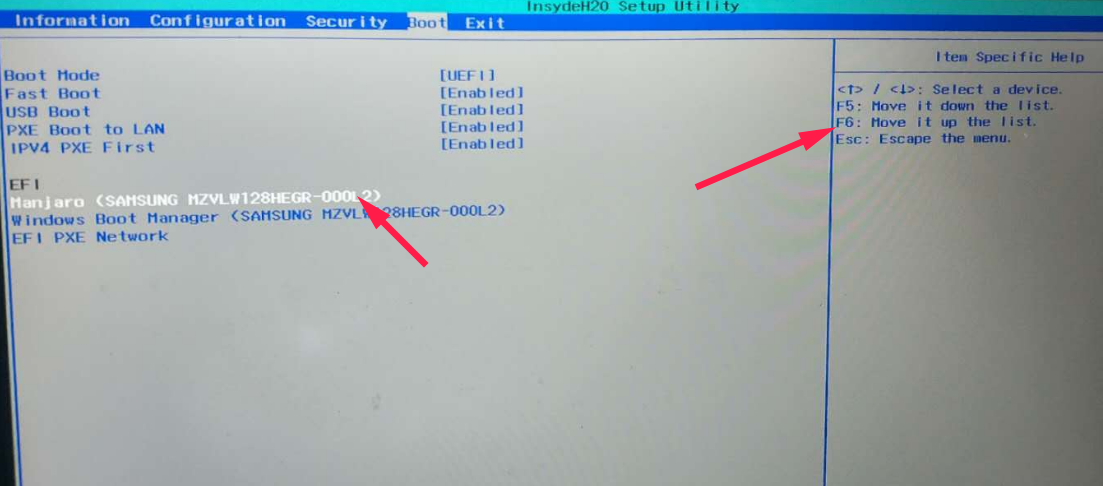 InsydeH2O Setup Utility
Information Configuration Security Boot Exit
Boot Mode [UEFI]
Fast Boot [Enabled]
USB Boot [Enabled]
PXE Boot to LAN [Enabled]
IPV4 PXE First [Enabled]
EFI
Manjaro (SAMSUNG MZVLW128HEGR-000L2)
Windows Boot Manager (SAMSUNG MZVLW128HEGR-000L2)
EFI PXE Network
Item Specific Help
<↑> / <↓>: Select a device.
F5: Move it down the list.
F6: Move it up the list.
Esc: Escape the menu.